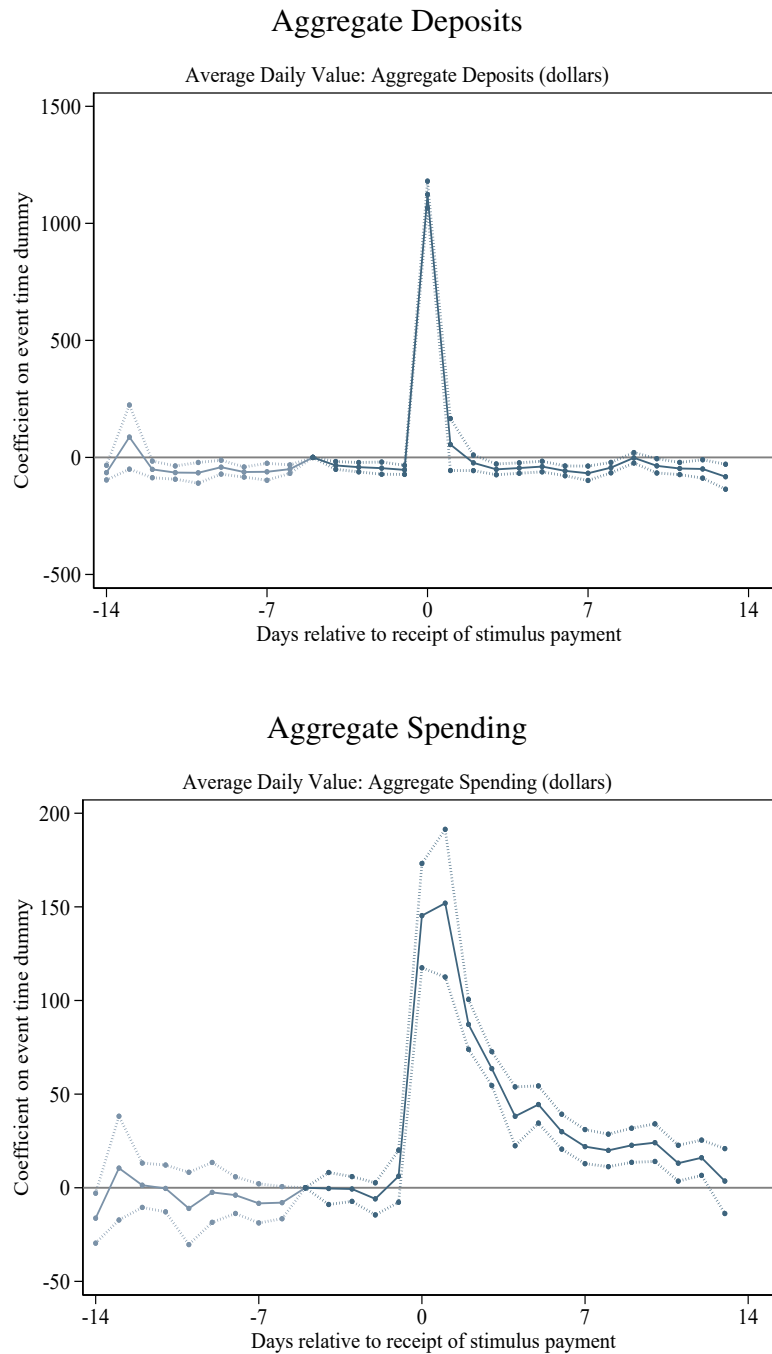 Aggregate Deposits
Average Daily Value: Aggregate Deposits (dollars)
1500
1000
500
0
-500
Coefficient on event time dummy
-14 -7 0 7 14
Days relative to receipt of stimulus payment
Aggregate Spending
Average Daily Value: Aggregate Spending (dollars)
200
150
100
50
0
-50
Coefficient on event time dummy
-14 -7 0 7 14
Days relative to receipt of stimulus payment